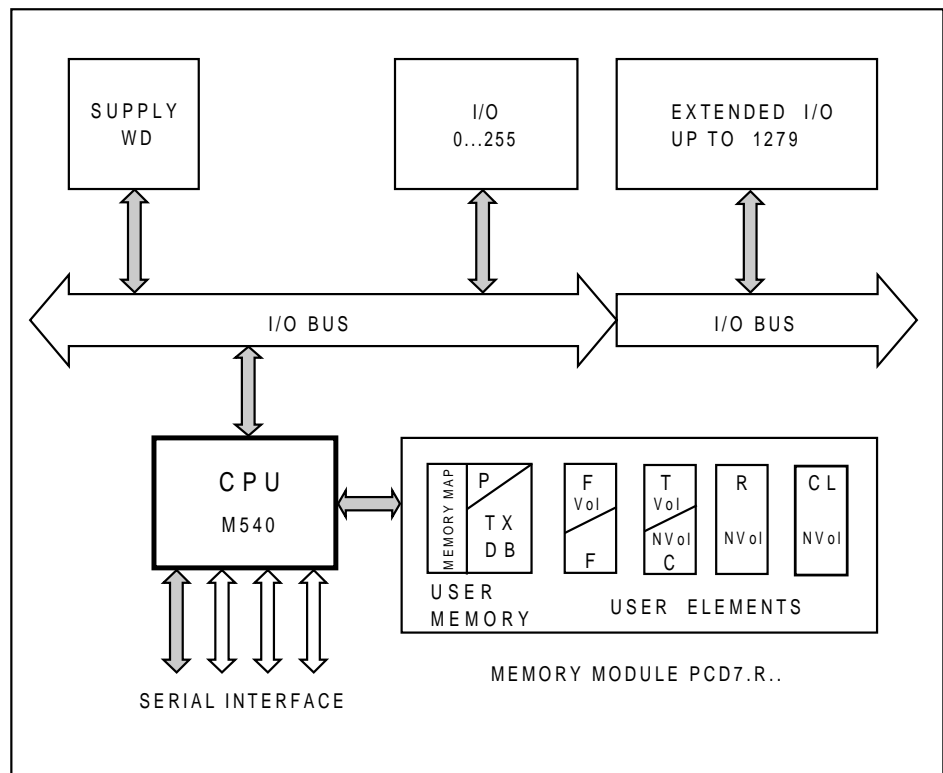 SUPPLY
WD
I/O
0...255
EXTENDED I/O
UP TO 1279
I/O BUS
I/O BUS
CPU
M540
MEMORY MAP
P
TX
DB
F
Vol
F
T
Vol
NVol
C
R
NVol
CL
NVol
USER
MEMORY
USER ELEMENTS
SERIAL INTERFACE
MEMORY MODULE PCD7.R..